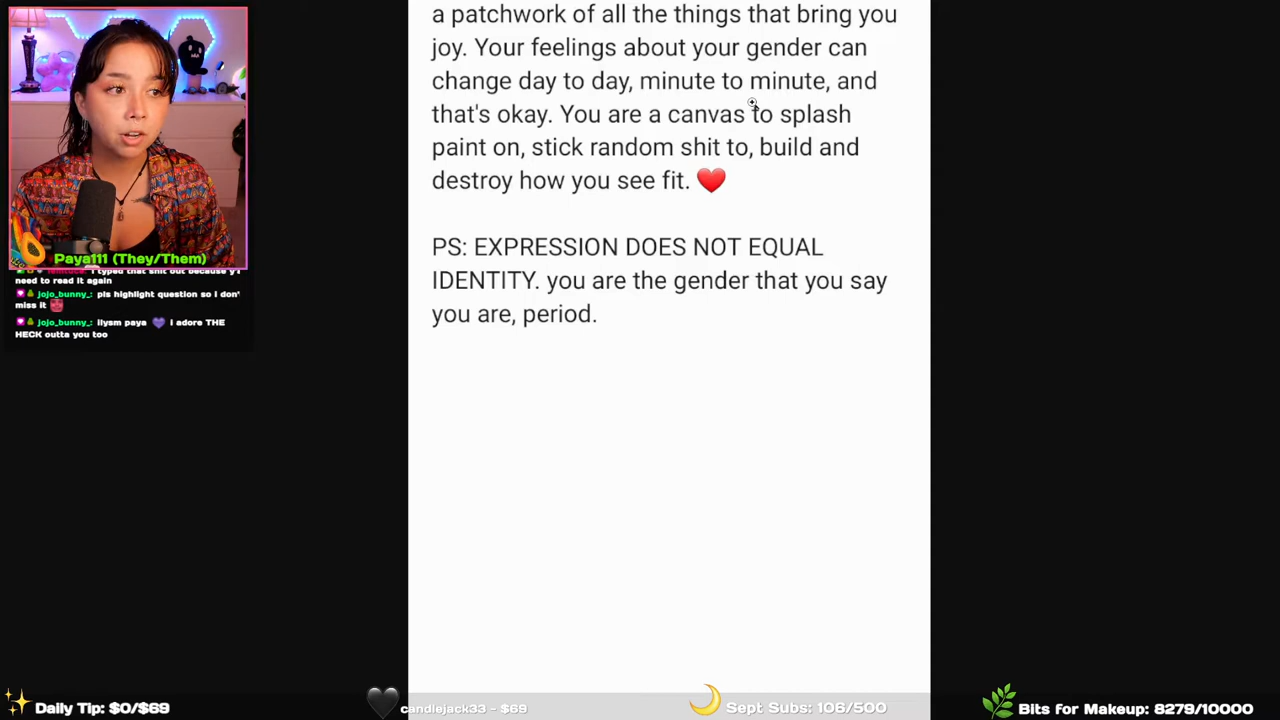 a patchwork of all the things that bring you
joy. Your feelings about your gender can
change day to day, minute to minute, and
that's okay. You are a canvas to splash
paint on, stick random shit to, build and
destroy how you see fit. ❤️
PS: EXPRESSION DOES NOT EQUAL
IDENTITY. you are the gender that you say
you are, period.
Paya111 (They/Them)
I typed that shit out because y'
need to read it again
jojo_bunny_: pls highlight question so i don'
miss it
jojo_bunny_: ilysm paya 💜 i adore THE
HECK outta you too
Daily Tip: $0/$69
candlejack33 - $69
Sept Subs: 106/500
Bits for Makeup: 8279/10000